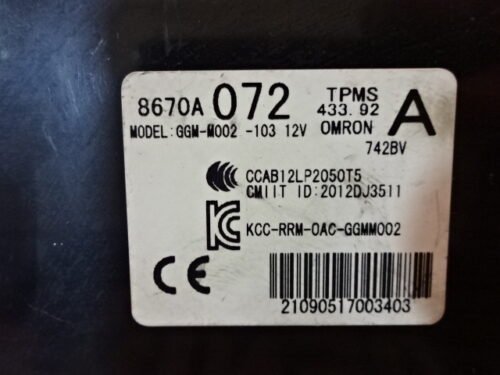 8670A 072 TPMS 433.92 A
MODEL:GGM-M002 -103 12V OMRON
742BV
CCAB12LP2050T5
CMIIT ID:2012DJ3511
KCC-RRM-OAC-GGMM002
CE
21090517003403